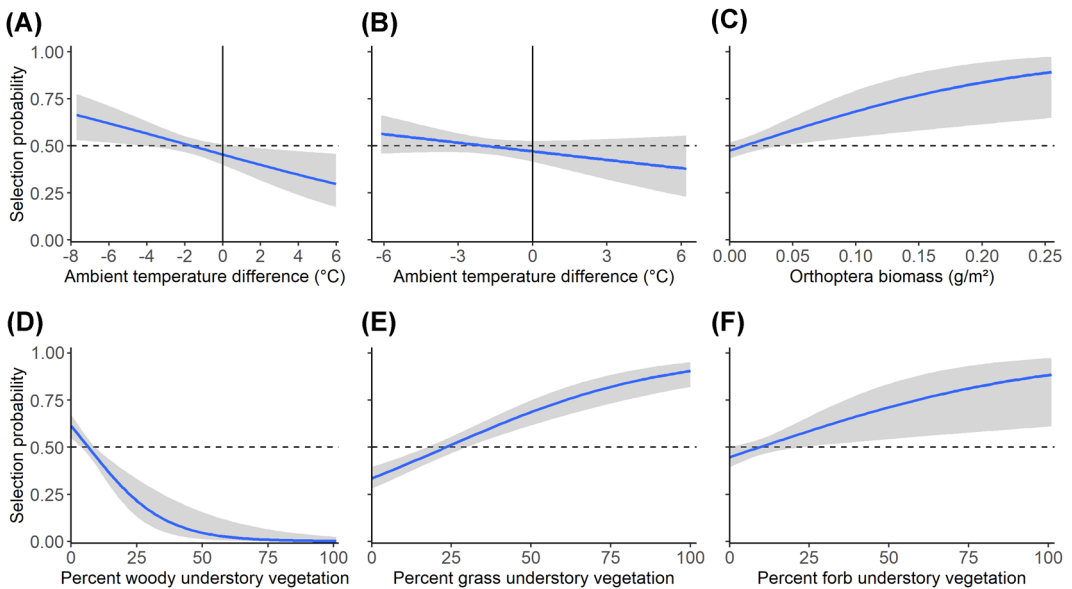 (A) (B) (C)
Selection probability
1.00
0.75
0.50
0.25
0.00
-8 -6 -4 -2 0 2 4 6
Ambient temperature difference (°C)
-6 -3 0 3 6
Ambient temperature difference (°C)
0.00 0.05 0.10 0.15 0.20 0.25
Orthoptera biomass (g/m²)
(D) (E) (F)
Selection probability
1.00
0.75
0.50
0.25
0.00
0 25 50 75 100
Percent woody understory vegetation
0 25 50 75 100
Percent grass understory vegetation
0 50 100
Percent forb understory vegetation